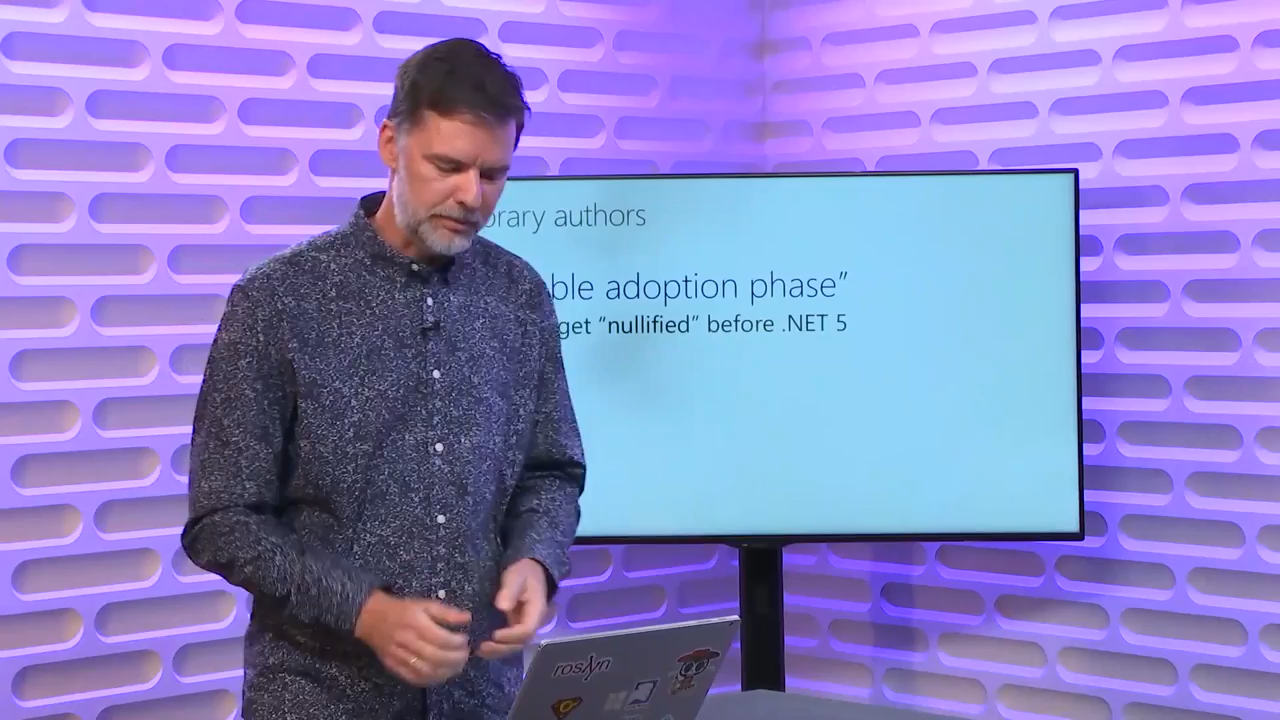 brary authors
ble adoption phase”
get “nullified” before .NET 5
roslyn